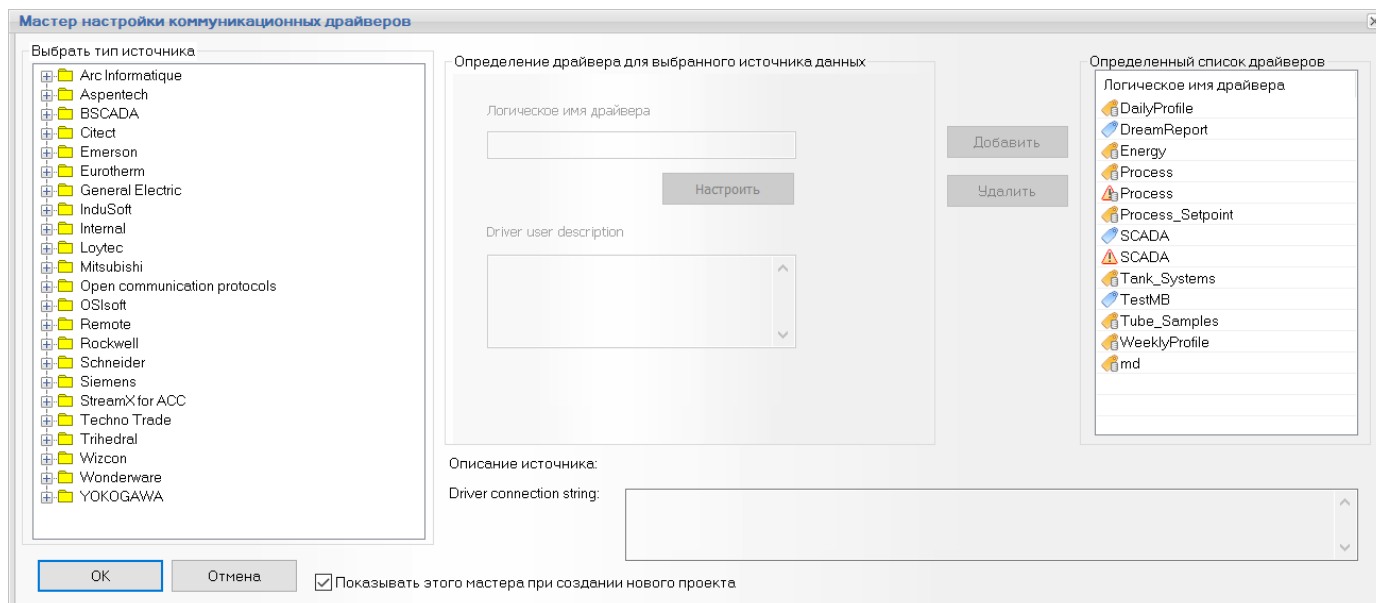 Мастер настройки коммуникационных драйверов
Выбрать тип источника
Arc Informatique
Aspentech
BSCADA
Citect
Emerson
Eurotherm
General Electric
InduSoft
Internal
Loytec
Mitsubishi
Open communication protocols
OSIsoft
Remote
Rockwell
Schneider
Siemens
StreamX for ACC
Techno Trade
Trihedral
Wizcon
Wonderware
YOKOGAWA
Определение драйвера для выбранного источника данных
Логическое имя драйвера
Настроить
Driver user description
Добавить
Удалить
Определенный список драйверов
Логическое имя драйвера
DailyProfile
DreamReport
Energy
Process
Process
Process_Setpoint
SCADA
SCADA
Tank_Systems
TestMB
Tube_Samples
WeeklyProfile
md
Описание источника:
Driver connection string:
OK
Отмена
Показывать этого мастера при создании нового проекта